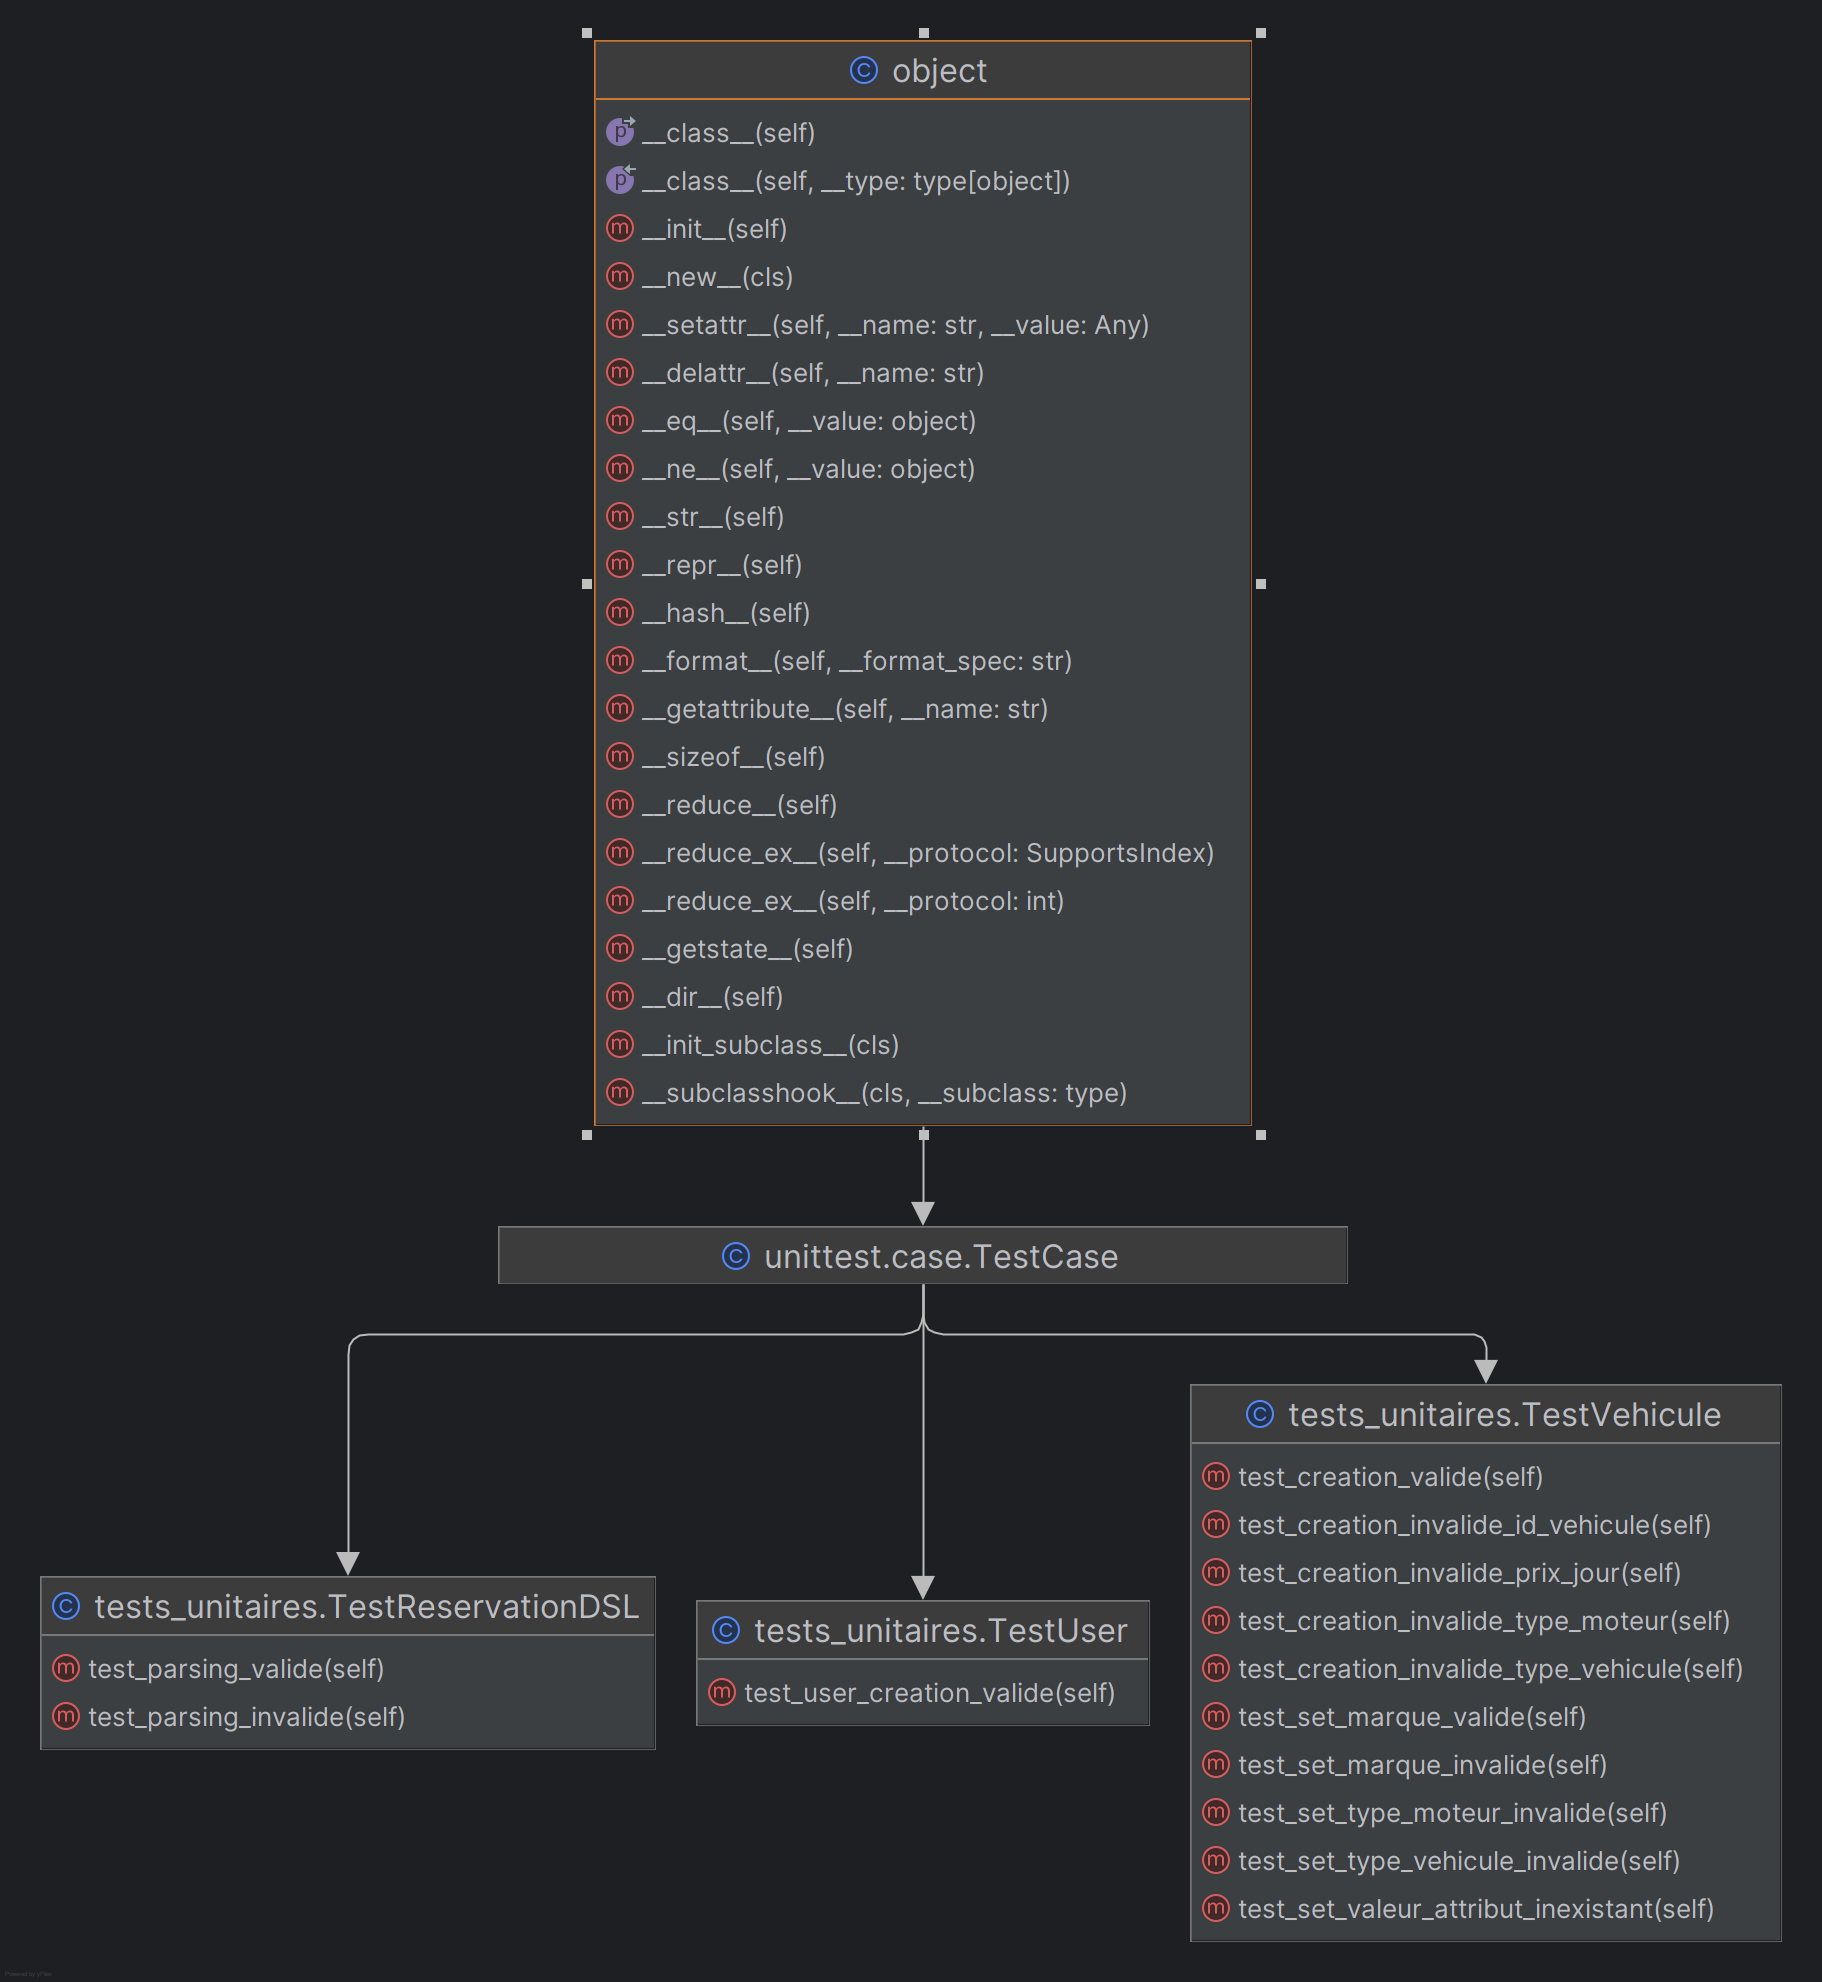 object
__class__(self)
__class__(self, __type: type[object])
__init__(self)
__new__(cls)
__setattr__(self, __name: str, __value: Any)
__delattr__(self, __name: str)
__eq__(self, __value: object)
__ne__(self, __value: object)
__str__(self)
__repr__(self)
__hash__(self)
__format__(self, __format_spec: str)
__getattribute__(self, __name: str)
__sizeof__(self)
__reduce__(self)
__reduce_ex__(self, __protocol: SupportsIndex)
__reduce_ex__(self, __protocol: int)
__getstate__(self)
__dir__(self)
__init_subclass__(cls)
__subclasshook__(cls, __subclass: type)
unittest.case.TestCase
tests_unitaires.TestReservationDSL
test_parsing_valide(self)
test_parsing_invalide(self)
tests_unitaires.TestUser
test_user_creation_valide(self)
tests_unitaires.TestVehicule
test_creation_valide(self)
test_creation_invalide_id_vehicule(self)
test_creation_invalide_prix_jour(self)
test_creation_invalide_type_moteur(self)
test_creation_invalide_type_vehicule(self)
test_set_marque_valide(self)
test_set_marque_invalide(self)
test_set_type_moteur_invalide(self)
test_set_type_vehicule_invalide(self)
test_set_valeur_attribut_inexistant(self)
Powered by yFiles